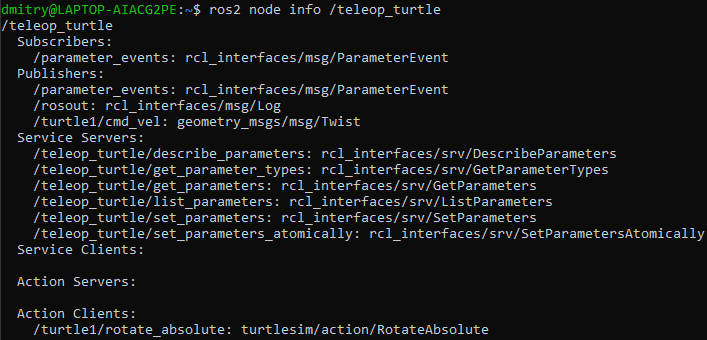 dmitry@LAPTOP-AIACG2PE:~$ ros2 node info /teleop_turtle
/teleop_turtle
  Subscribers:
    /parameter_events: rcl_interfaces/msg/ParameterEvent
  Publishers:
    /parameter_events: rcl_interfaces/msg/ParameterEvent
    /rosout: rcl_interfaces/msg/Log
    /turtle1/cmd_vel: geometry_msgs/msg/Twist
  Service Servers:
    /teleop_turtle/describe_parameters: rcl_interfaces/srv/DescribeParameters
    /teleop_turtle/get_parameter_types: rcl_interfaces/srv/GetParameterTypes
    /teleop_turtle/get_parameters: rcl_interfaces/srv/GetParameters
    /teleop_turtle/list_parameters: rcl_interfaces/srv/ListParameters
    /teleop_turtle/set_parameters: rcl_interfaces/srv/SetParameters
    /teleop_turtle/set_parameters_atomically: rcl_interfaces/srv/SetParametersAtomically
  Service Clients:
  Action Servers:
  Action Clients:
    /turtle1/rotate_absolute: turtlesim/action/RotateAbsolute